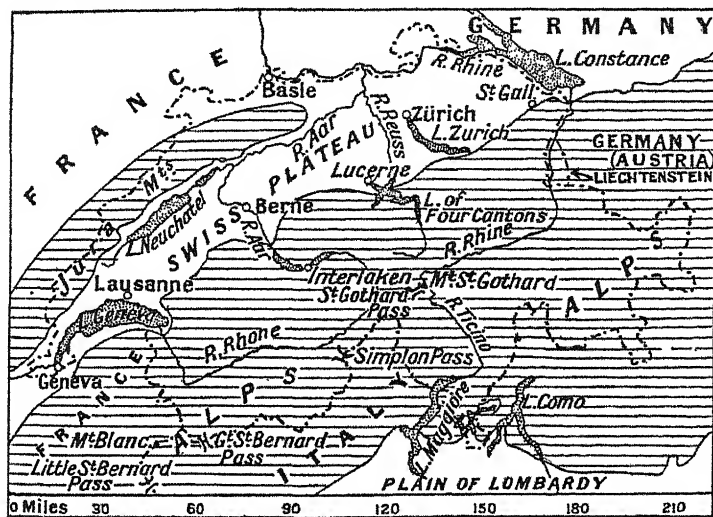 GERMANY
FRANCE
L. Constance
R. Rhine
Basle
St Gall
Zürich
L. Zurich
R. Reuss
R. Aar
PLATEAU
GERMANY
(AUSTRIA)
LIECHTENSTEIN
Jura Mts
Lucerne
L. of
Four Cantons
Berne
SWISS
L. Neuchatel
R. Aar
R. Rhine
Interlaken
Mt St Gothard
St Gothard
Pass
ALPS
Lausanne
L. Geneva
Geneva
R. Rhone
R. Ticino
Simplon Pass
FRANCE
ALPS
ITALY
L. Maggiore
L. Como
Mt Blanc
Gt St Bernard
Pass
Little St Bernard
Pass
PLAIN OF LOMBARDY
0 Miles 30 60 90 120 150 180 210